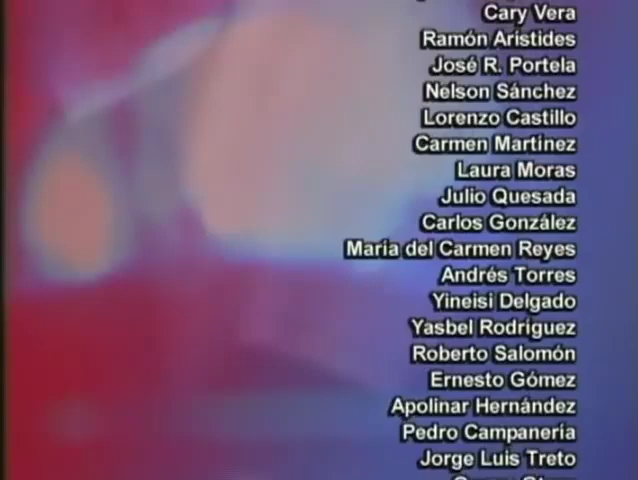 Cary Vera
Ramón Arístides
José R. Portela
Nelson Sánchez
Lorenzo Castillo
Carmen Martínez
Laura Moras
Julio Quesada
Carlos González
María del Carmen Reyes
Andrés Torres
Yineisi Delgado
Yasbel Rodríguez
Roberto Salomón
Ernesto Gómez
Apolinar Hernández
Pedro Campanería
Jorge Luis Treto